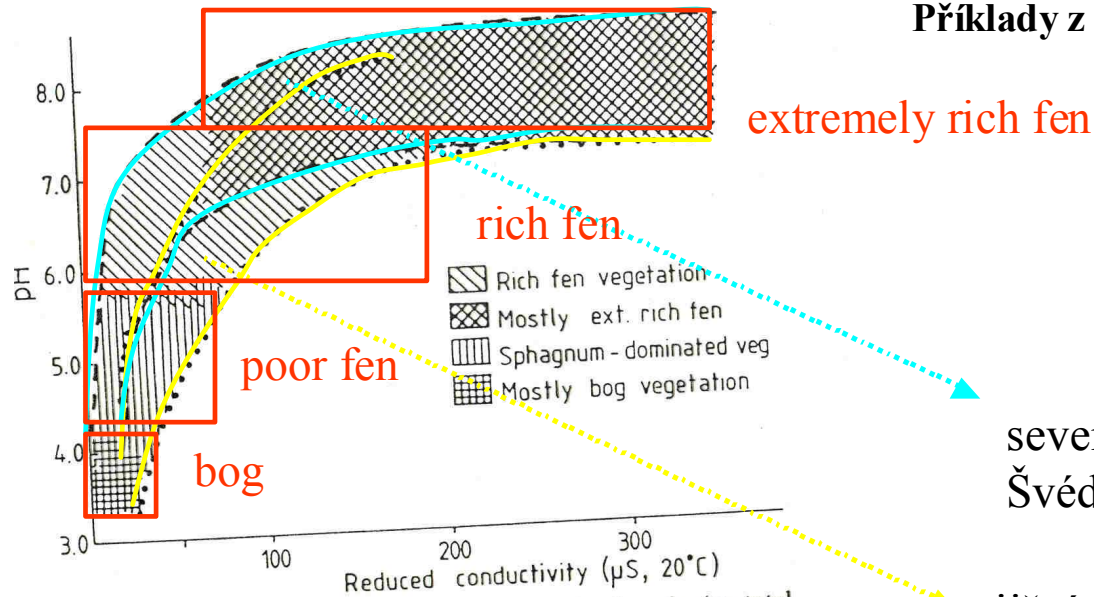 Příklady z
8.0
extremely rich fen
7.0
rich fen
pH
6.0
Rich fen vegetation
Mostly ext. rich fen
Sphagnum-dominated veg
Mostly bog vegetation
5.0
poor fen
4.0
bog
Švéd
3.0
100
200
300
Reduced conductivity (µS, 20°C)